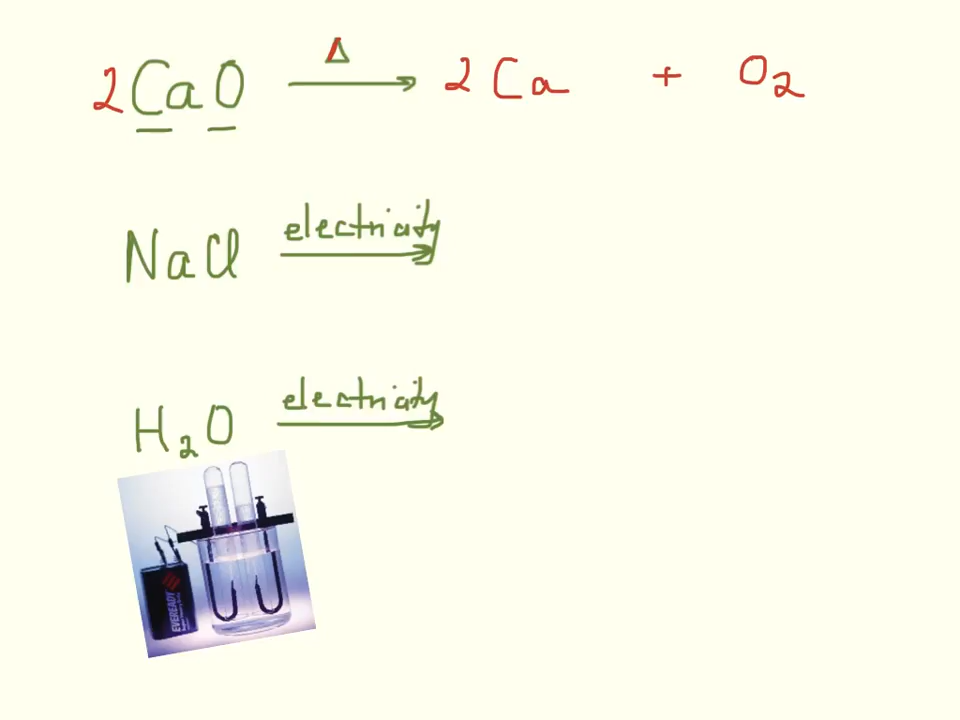 2CaO Δ → 2Ca + O₂
NaCl electricity →
H₂O electricity →
EVEREADY